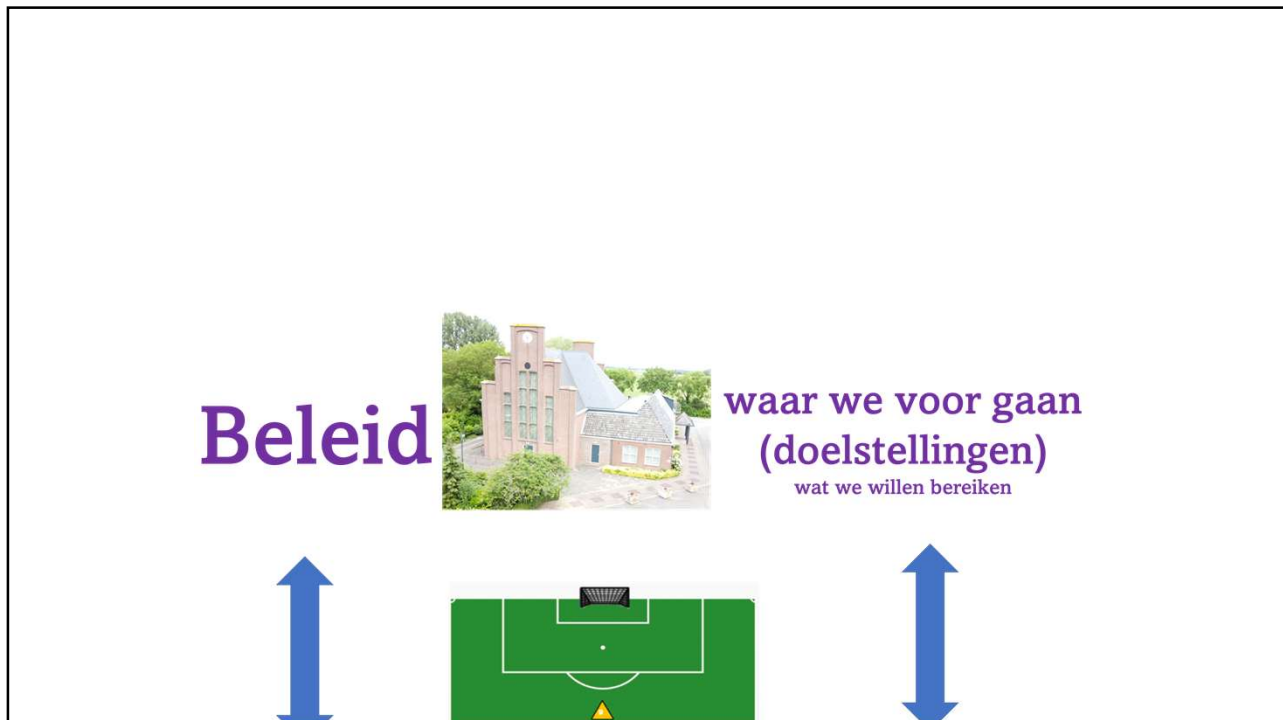 Beleid
waar we voor gaan
(doelstellingen)
wat we willen bereiken